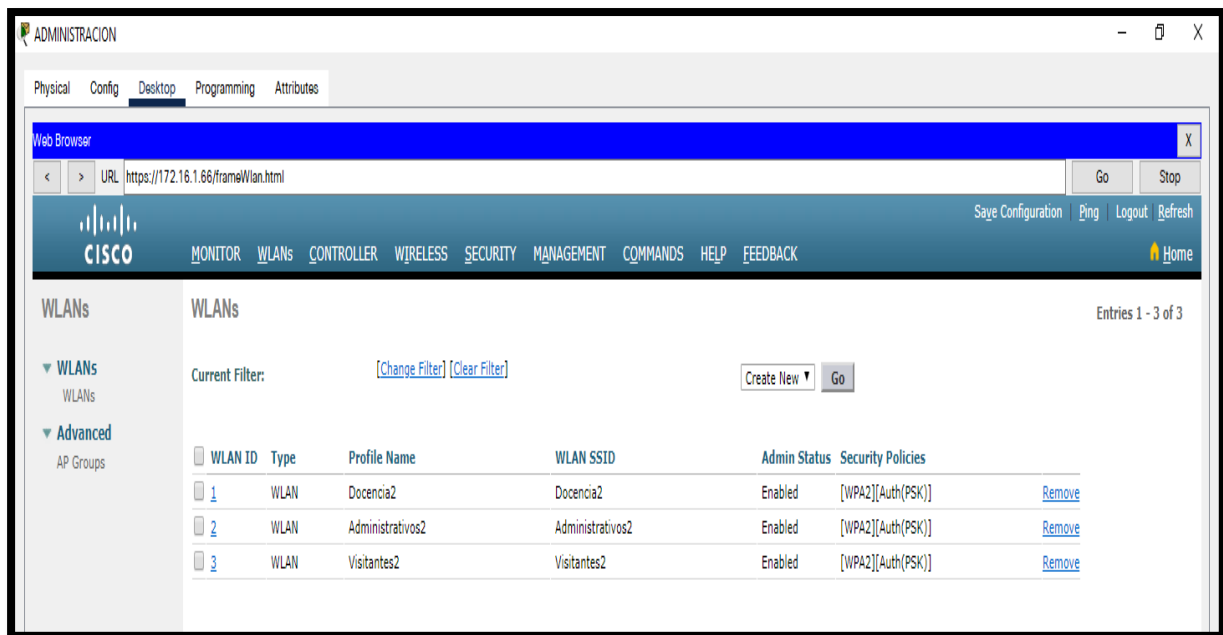 ADMINISTRACION
Physical Config Desktop Programming Attributes
Web Browser X
< > URL https://172.16.1.66/frameWlan.html Go Stop
Save Configuration | Ping | Logout | Refresh
CISCO MONITOR WLANs CONTROLLER WIRELESS SECURITY MANAGEMENT COMMANDS HELP FEEDBACK Home
WLANs
WLANs
WLANs
Advanced
AP Groups
WLANs Entries 1 - 3 of 3
Current Filter: [Change Filter] [Clear Filter] Create New Go
WLAN ID Type Profile Name WLAN SSID Admin Status Security Policies
1 WLAN Docencia2 Docencia2 Enabled [WPA2][Auth(PSK)] Remove
2 WLAN Administrativos2 Administrativos2 Enabled [WPA2][Auth(PSK)] Remove
3 WLAN Visitantes2 Visitantes2 Enabled [WPA2][Auth(PSK)] Remove